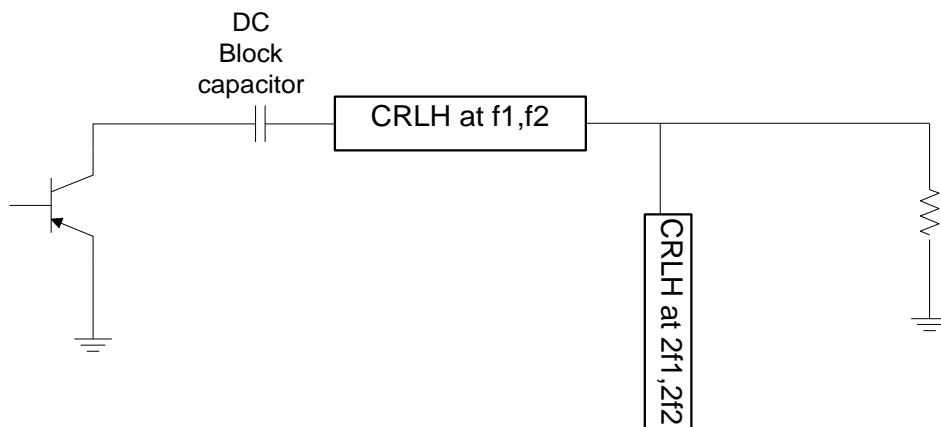 DC
Block
capacitor
CRLH at f1,f2
CRLH at 2f1,2f2